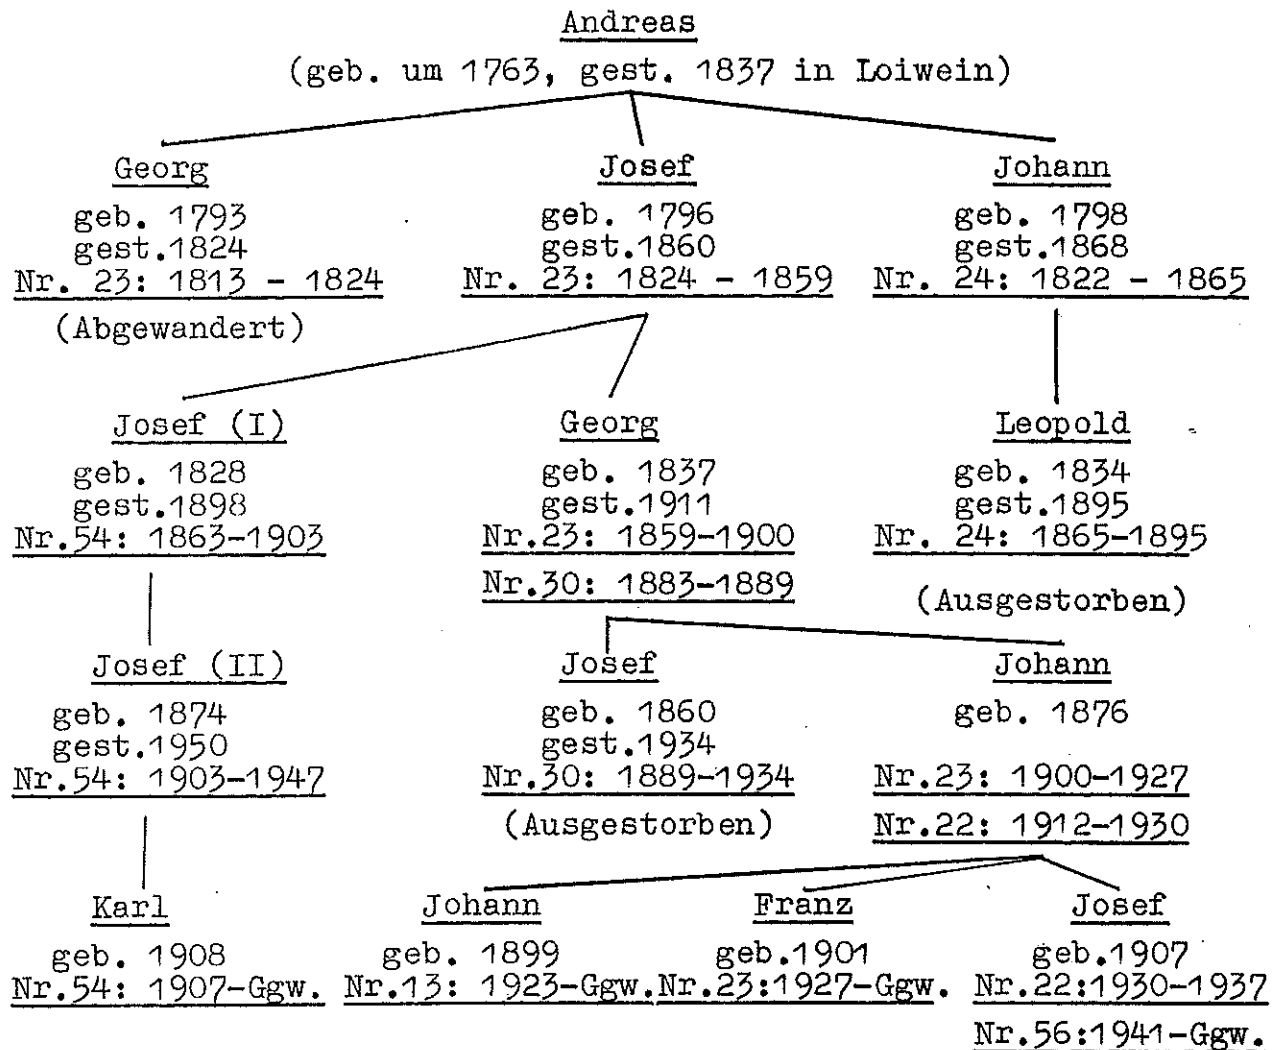 Andreas
(geb. um 1763, gest. 1837 in Loiwein)
Georg
geb. 1793
gest.1824
Nr. 23: 1813 - 1824
(Abgewandert)
Josef
geb. 1796
gest.1860
Nr. 23: 1824 - 1859
Johann
geb. 1798
gest.1868
Nr. 24: 1822 - 1865
Josef (I)
geb. 1828
gest.1898
Nr.54: 1863-1903
Georg
geb. 1837
gest.1911
Nr.23: 1859-1900
Nr.30: 1883-1889
Leopold
geb. 1834
gest.1895
Nr. 24: 1865-1895
(Ausgestorben)
Josef (II)
geb. 1874
gest.1950
Nr.54: 1903-1947
Josef
geb. 1860
gest.1934
Nr.30: 1889-1934
(Ausgestorben)
Johann
geb. 1876
Nr.23: 1900-1927
Nr.22: 1912-1930
Karl
geb. 1908
Nr.54: 1907-Ggw.
Johann
geb. 1899
Nr.13: 1923-Ggw.
Franz
geb.1901
Nr.23:1927-Ggw.
Josef
geb.1907
Nr.22:1930-1937
Nr.56:1941-Ggw.